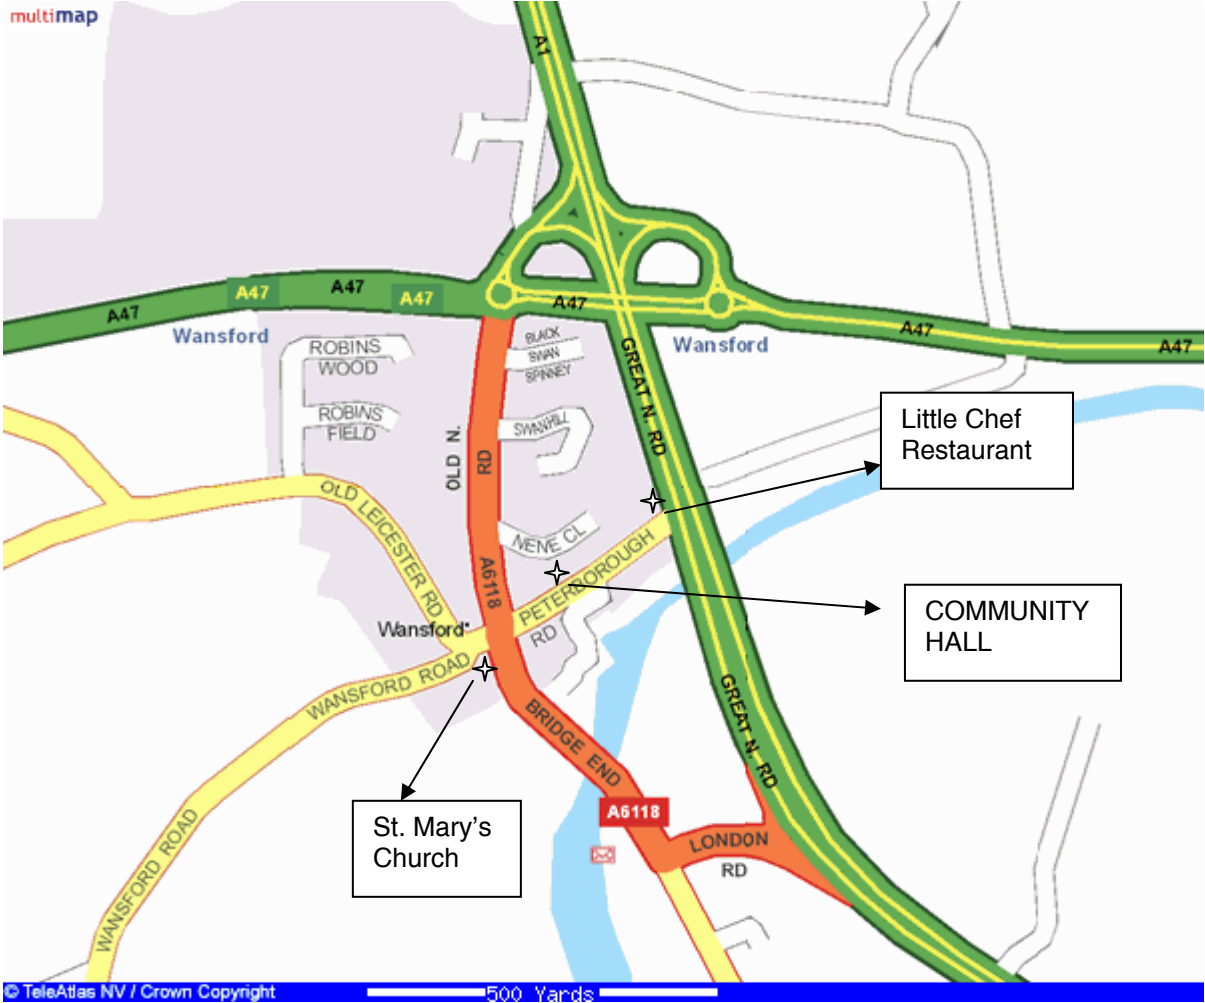 multimap
A1
A47
A47
A47
A47
A47
A47
A47
Wansford
Wansford
ROBINS
WOOD
BLACK
SWAN
SPINNEY
GREAT N. RD
ROBINS
FIELD
SWANHILL
OLD N.
RD
Little Chef
Restaurant
OLD LEICESTER RD
NENE CL
A6118
PETERBOROUGH
RD
COMMUNITY
HALL
Wansford
WANSFORD ROAD
BRIDGE END
GREAT N. RD
A6118
St. Mary's
Church
WANSFORD ROAD
LONDON
RD
© TeleAtlas NV / Crown Copyright
500 Yards